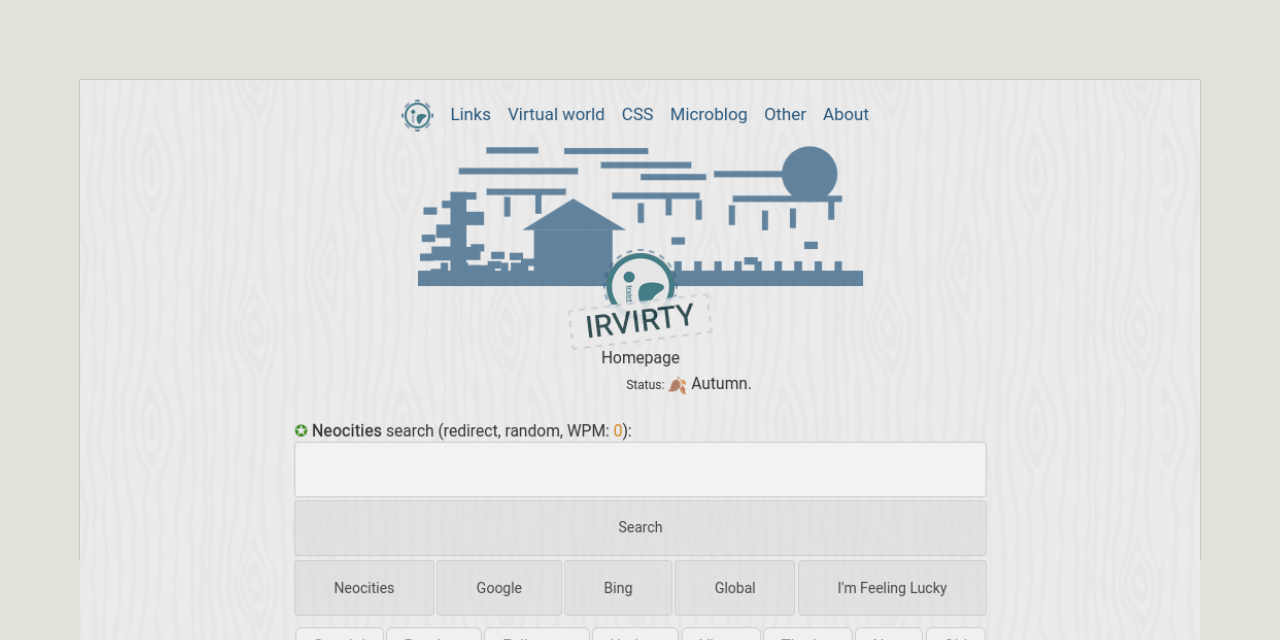 Links Virtual world CSS Microblog Other About
IRVIRTY
Homepage
Status: 🍂 Autumn.
Neocities search (redirect, random, WPM: 0):
Search
Neocities Google Bing Global I'm Feeling Lucky